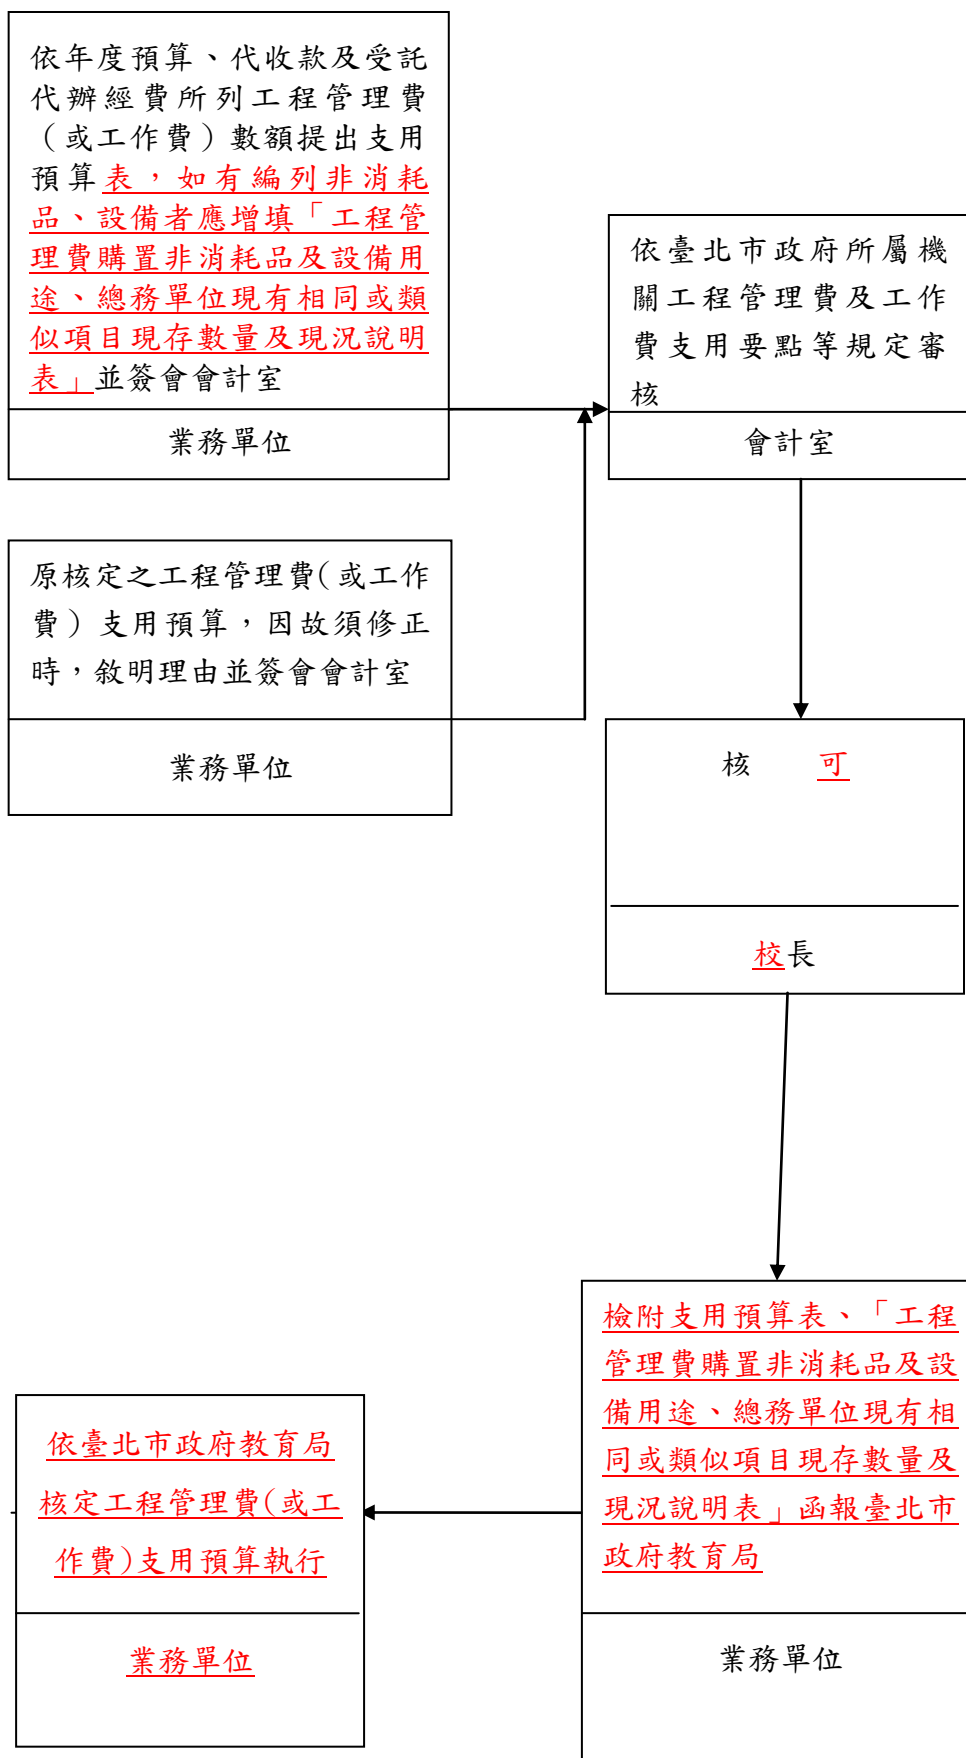 依年度預算、代收款及受託
代辦經費所列工程管理費
（或工作費）數額提出支用
預算表，如有編列非消耗
品、設備者應增填「工程管
理費購置非消耗品及設備用
途、總務單位現有相同或類
似項目現存數量及現況說明
表」並簽會會計室
業務單位
依臺北市政府所屬機
關工程管理費及工作
費支用要點等規定審
核
會計室
原核定之工程管理費(或工作
費）支用預算，因故須修正
時，敘明理由並簽會會計室
業務單位
核　　可
校長
檢附支用預算表、「工程
管理費購置非消耗品及設
備用途、總務單位現有相
同或類似項目現存數量及
現況說明表」函報臺北市
政府教育局
業務單位
依臺北市政府教育局
核定工程管理費(或工
作費)支用預算執行
業務單位